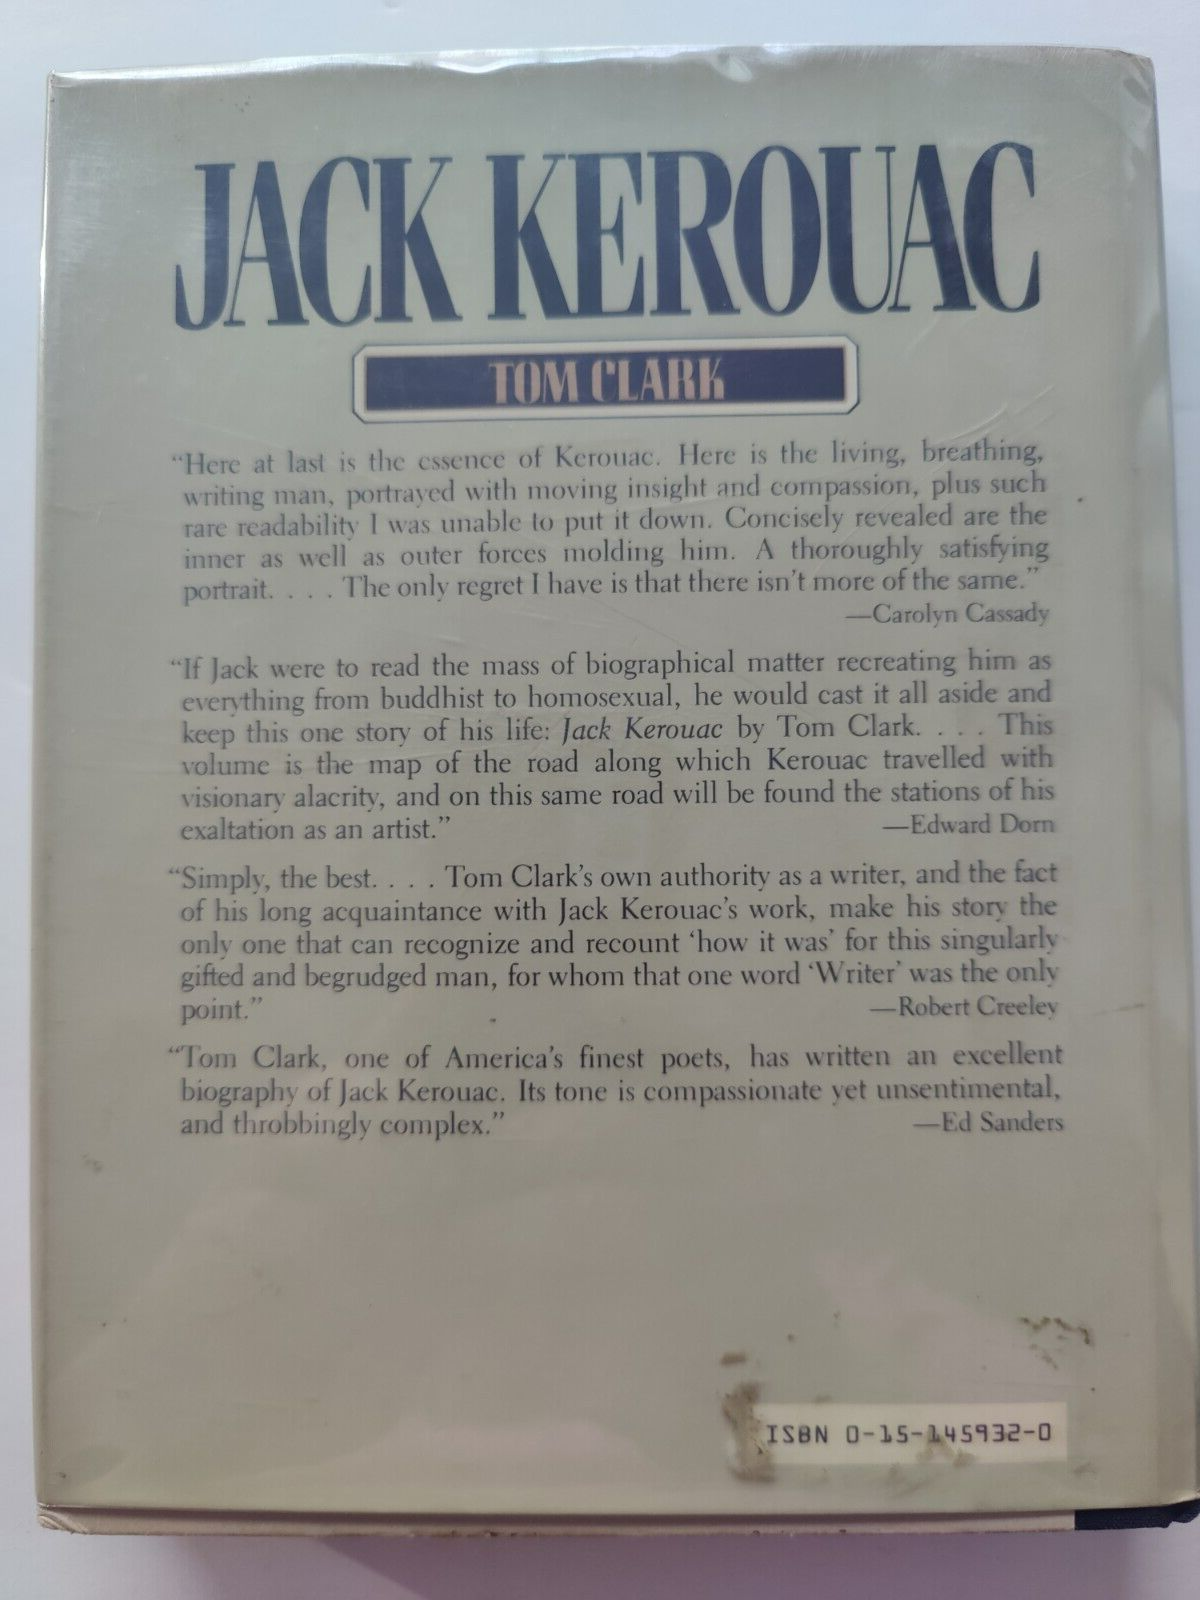 JACK KEROUAC
TOM CLARK
“Here at last is the essence of Kerouac. Here is the living, breathing,
writing man, portrayed with moving insight and compassion, plus such
rare readability I was unable to put it down. Concisely revealed are the
inner as well as outer forces molding him. A thoroughly satisfying
portrait. . . . The only regret I have is that there isn’t more of the same.”
—Carolyn Cassady
“If Jack were to read the mass of biographical matter recreating him as
everything from buddhist to homosexual, he would cast it all aside and
keep this one story of his life: Jack Kerouac by Tom Clark. . . . This
volume is the map of the road along which Kerouac travelled with
visionary alacrity, and on this same road will be found the stations of his
exaltation as an artist.” —Edward Dorn
“Simply, the best. . . . Tom Clark’s own authority as a writer, and the fact
of his long acquaintance with Jack Kerouac’s work, make his story the
only one that can recognize and recount ‘how it was’ for this singularly
gifted and begrudged man, for whom that one word ‘Writer’ was the only
point.” —Robert Creeley
“Tom Clark, one of America’s finest poets, has written an excellent
biography of Jack Kerouac. Its tone is compassionate yet unsentimental,
and throbbingly complex.” —Ed Sanders
ISBN 0-15-145932-0